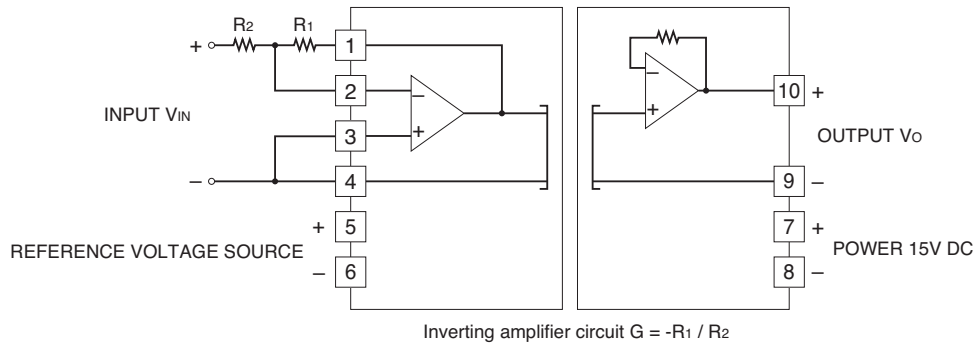 R2 R1
+ 1
2 – – 10 +
INPUT VIN
3 + + OUTPUT VO
– 4 9 –
+ 5 7 +
REFERENCE VOLTAGE SOURCE POWER 15V DC
– 6 8 –
Inverting amplifier circuit G = -R1 / R2